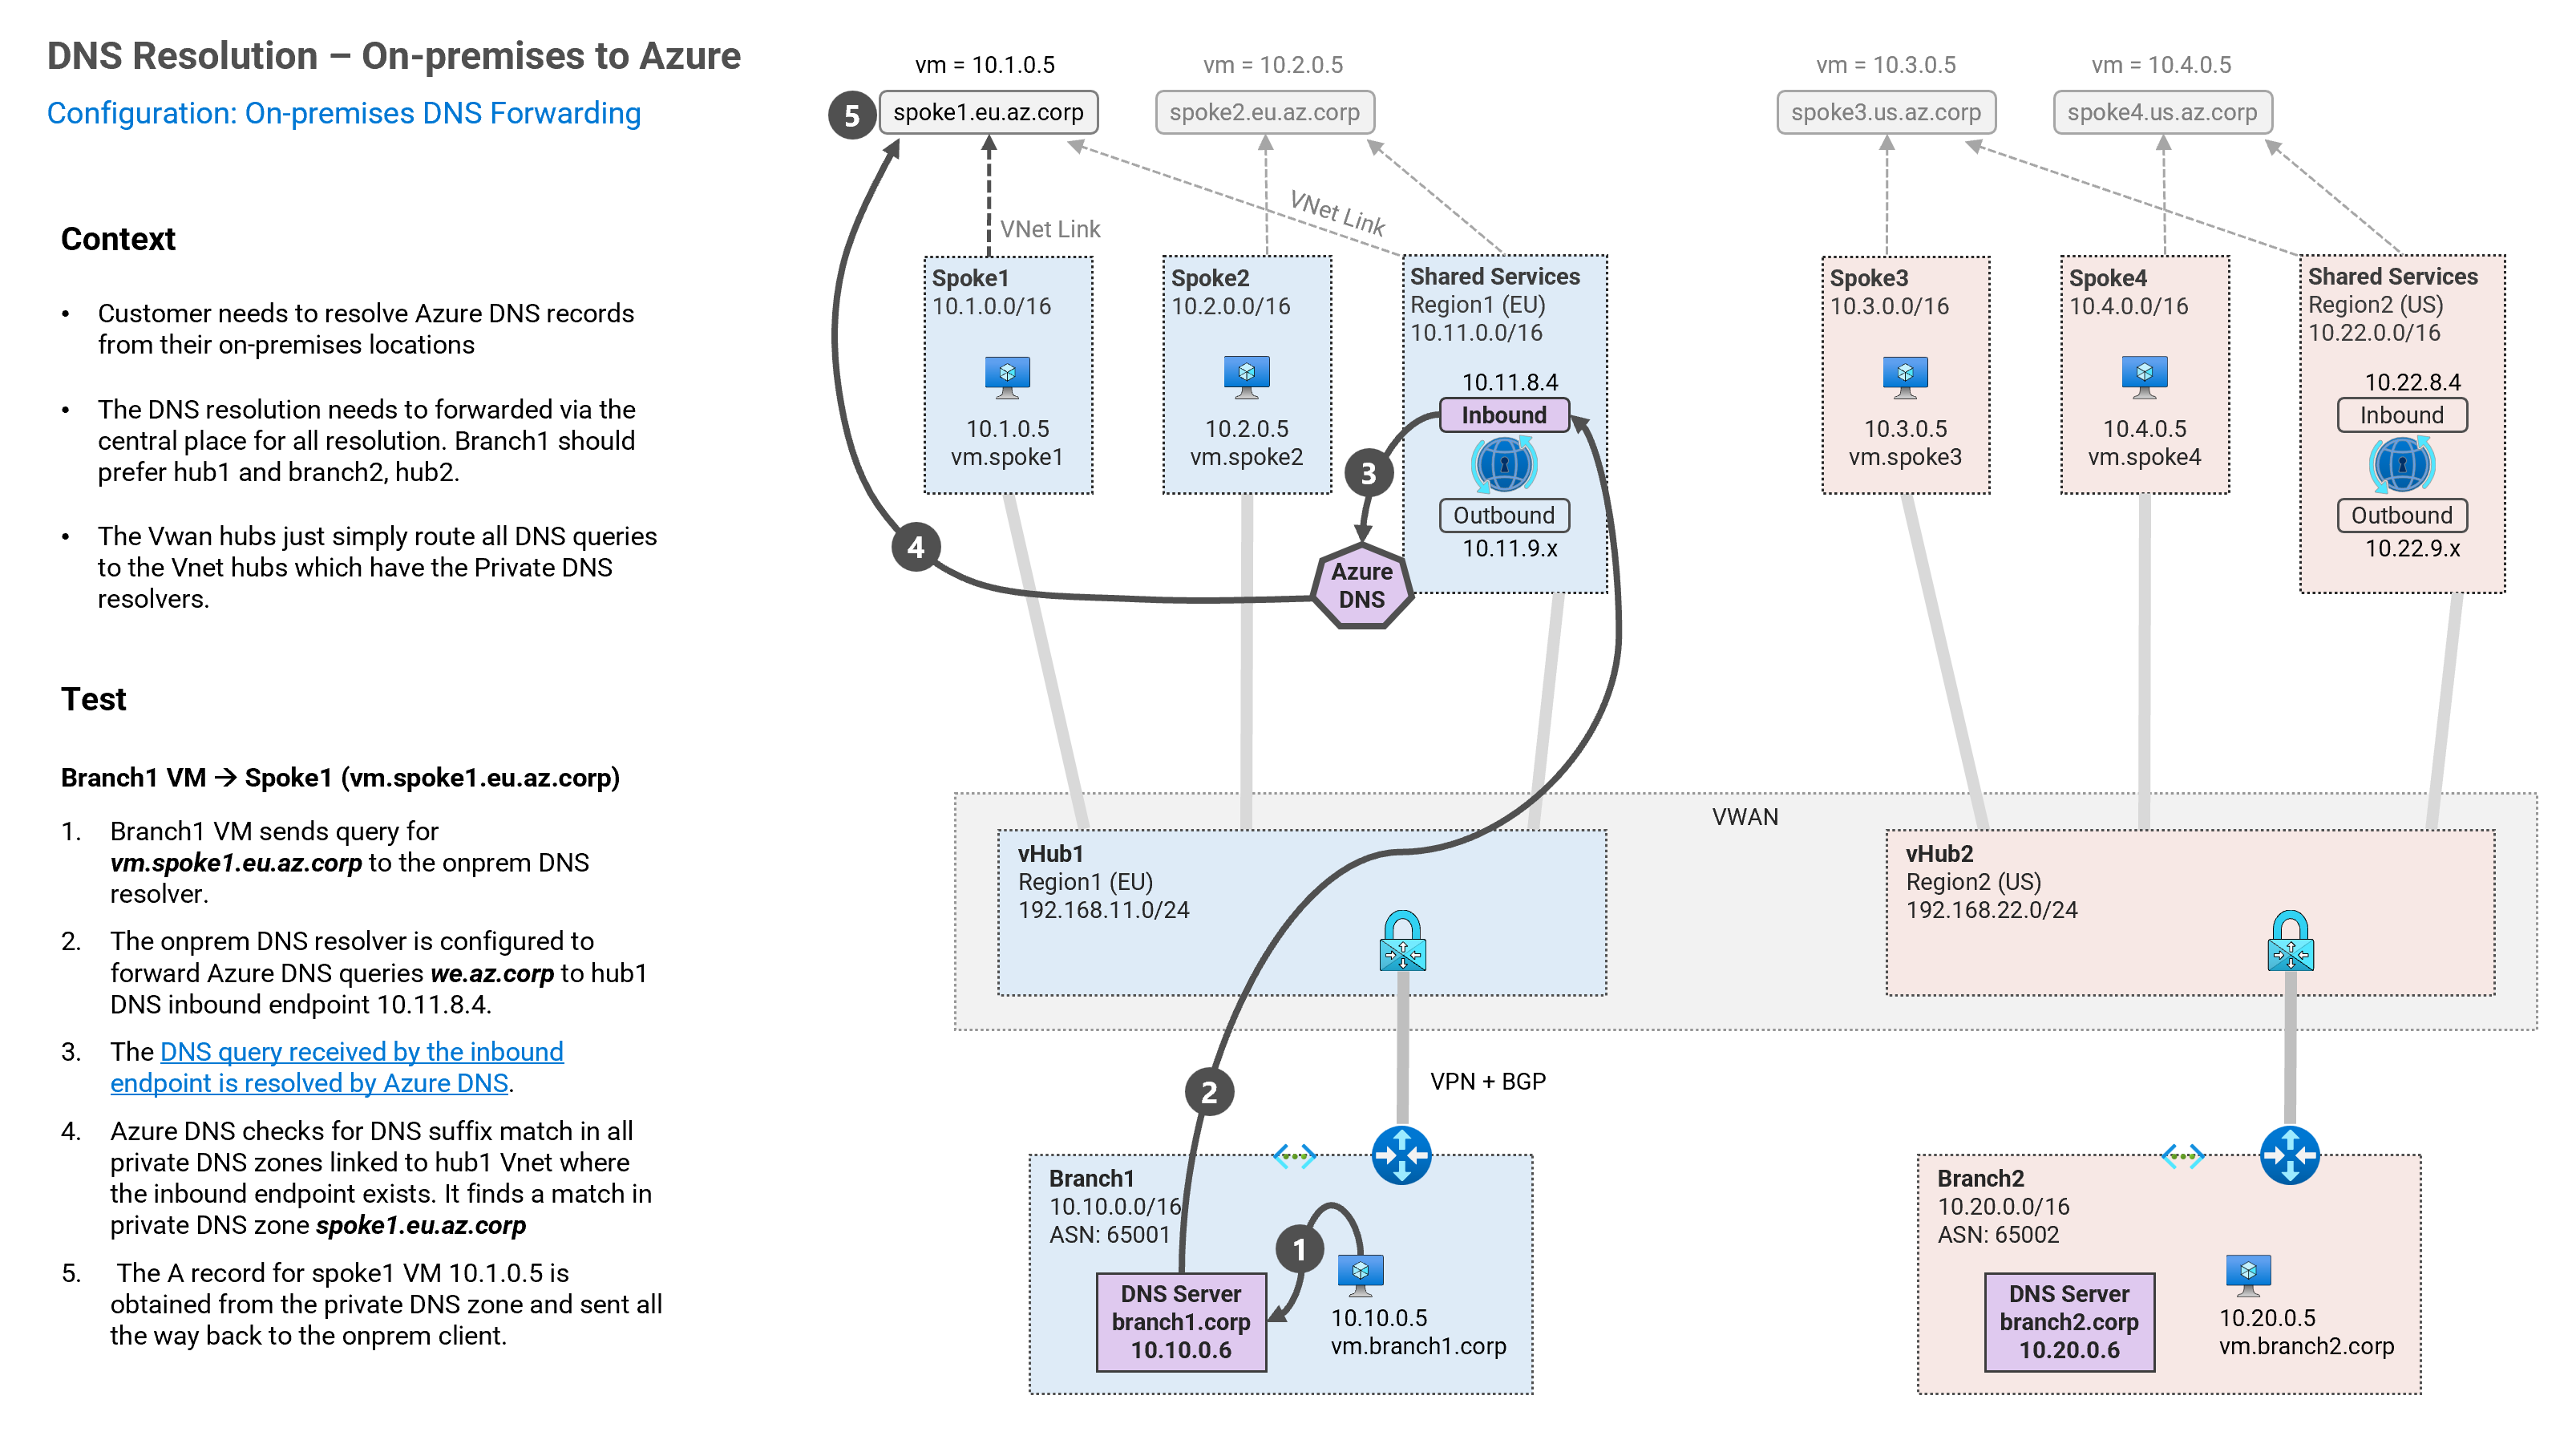 DNS Resolution – On-premises to Azure
Configuration: On-premises DNS Forwarding
Context
• Customer needs to resolve Azure DNS records
from their on-premises locations
• The DNS resolution needs to forwarded via the
central place for all resolution. Branch1 should
prefer hub1 and branch2, hub2.
• The Vwan hubs just simply route all DNS queries
to the Vnet hubs which have the Private DNS
resolvers.
Test
Branch1 VM → Spoke1 (vm.spoke1.eu.az.corp)
1. Branch1 VM sends query for
vm.spoke1.eu.az.corp to the onprem DNS
resolver.
2. The onprem DNS resolver is configured to
forward Azure DNS queries we.az.corp to hub1
DNS inbound endpoint 10.11.8.4.
3. The DNS query received by the inbound
endpoint is resolved by Azure DNS.
4. Azure DNS checks for DNS suffix match in all
private DNS zones linked to hub1 Vnet where
the inbound endpoint exists. It finds a match in
private DNS zone spoke1.eu.az.corp
5. The A record for spoke1 VM 10.1.0.5 is
obtained from the private DNS zone and sent all
the way back to the onprem client.
vm = 10.1.0.5
5
spoke1.eu.az.corp
vm = 10.2.0.5
spoke2.eu.az.corp
vm = 10.3.0.5
spoke3.us.az.corp
vm = 10.4.0.5
spoke4.us.az.corp
VNet Link
VNet Link
Spoke1
10.1.0.0/16
10.1.0.5
vm.spoke1
Spoke2
10.2.0.0/16
10.2.0.5
vm.spoke2
Shared Services
Region1 (EU)
10.11.0.0/16
10.11.8.4
Inbound
Outbound
10.11.9.x
3
4
Azure
DNS
Spoke3
10.3.0.0/16
10.3.0.5
vm.spoke3
Spoke4
10.4.0.0/16
10.4.0.5
vm.spoke4
Shared Services
Region2 (US)
10.22.0.0/16
10.22.8.4
Inbound
Outbound
10.22.9.x
VWAN
vHub1
Region1 (EU)
192.168.11.0/24
vHub2
Region2 (US)
192.168.22.0/24
2
VPN + BGP
Branch1
10.10.0.0/16
ASN: 65001
1
DNS Server
branch1.corp
10.10.0.6
10.10.0.5
vm.branch1.corp
Branch2
10.20.0.0/16
ASN: 65002
DNS Server
branch2.corp
10.20.0.6
10.20.0.5
vm.branch2.corp